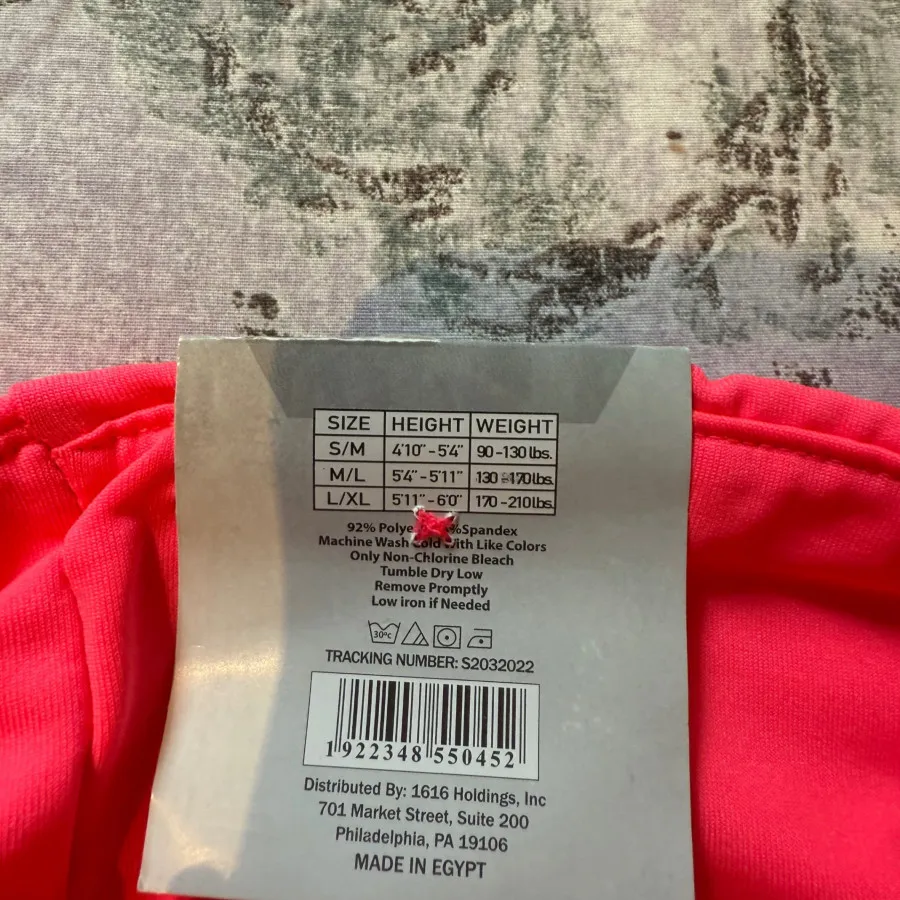 SIZE HEIGHT WEIGHT
S/M 4'10" - 5'4" 90 - 130 lbs.
M/L 5'4" - 5'11" 130 - 170 lbs.
L/XL 5'11" - 6'0" 170 - 210 lbs.
92% %Spandex
Machine Wash Cold With Like Colors
Only Non-Chlorine Bleach
Tumble Dry Low
Remove Promptly
Low iron if Needed
30°C
TRACKING NUMBER: S2032022
1 922348 550452
Distributed By: 1616 Holdings, Inc
701 Market Street, Suite 200
Philadelphia, PA 19106
MADE IN EGYPT